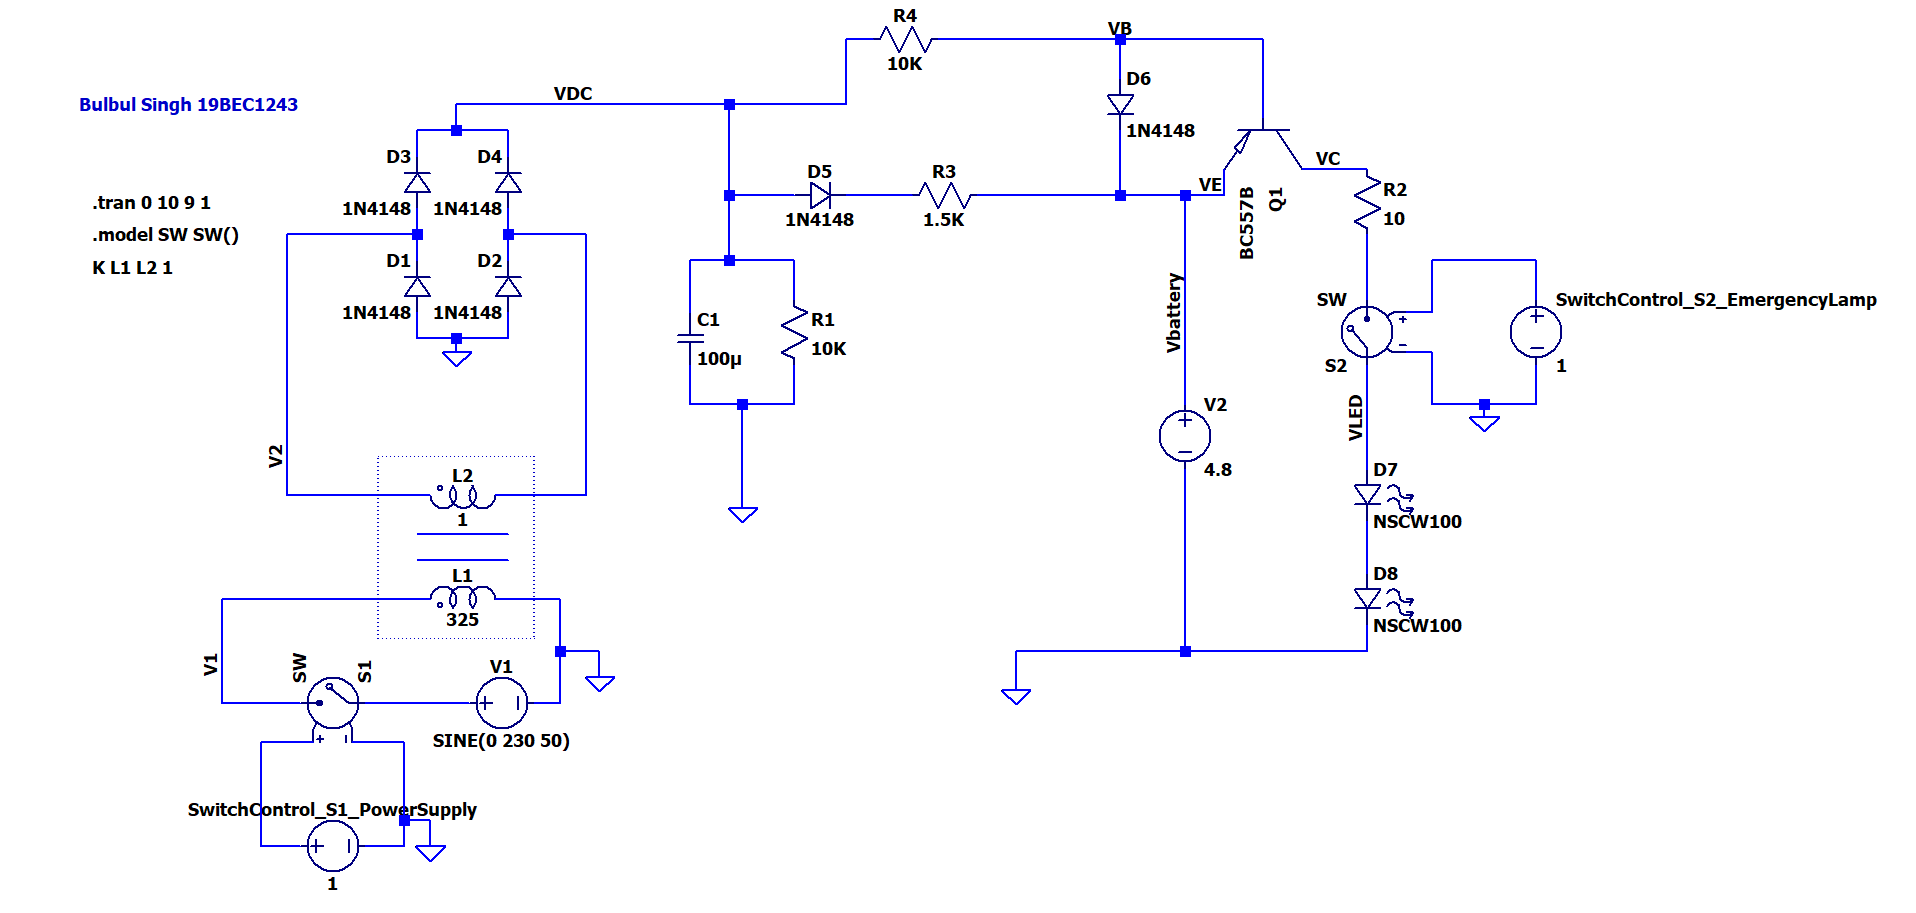 R4
10K
VB
VDC
Bulbul Singh 19BEC1243
D6
1N4148
D3
D4
1N4148
1N4148
.tran 0 10 9 1
.model SW SW()
K L1 L2 1
D1
D2
1N4148
1N4148
D5
1N4148
R3
1.5K
VE
BC557B
Q1
VC
R2
10
C1
100µ
R1
10K
Vbattery
SW
S2
+
−
SwitchControl_S2_EmergencyLamp
+
−
1
V2
+
−
4.8
VLED
D7
NSCW100
D8
NSCW100
V2
L2
1
L1
325
V1
SW
S1
+
−
V1
+
−
SINE(0 230 50)
SwitchControl_S1_PowerSupply
+
−
1